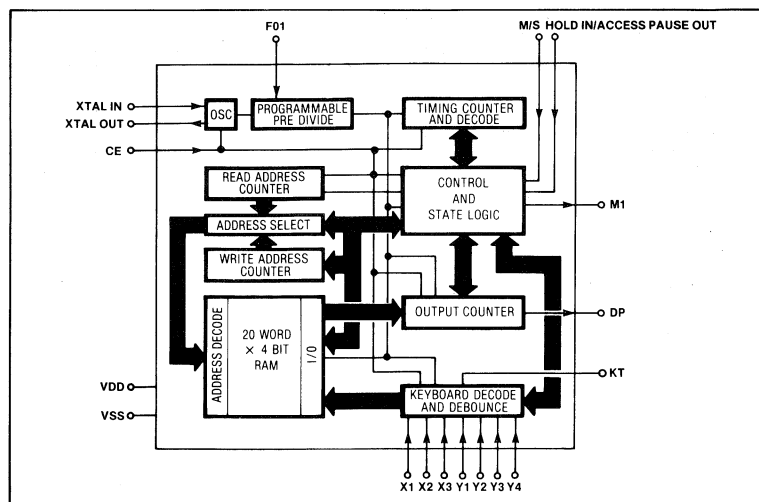 F01
M/S HOLD IN/ACCESS PAUSE OUT
XTAL IN
XTAL OUT
CE
OSC
PROGRAMMABLE
PRE DIVIDE
TIMING COUNTER
AND DECODE
READ ADDRESS
COUNTER
CONTROL
AND
STATE LOGIC
M1
ADDRESS SELECT
WRITE ADDRESS
COUNTER
ADDRESS DECODE
20 WORD
× 4 BIT
RAM
I/O
OUTPUT COUNTER
DP
KT
VDD
VSS
KEYBOARD DECODE
AND DEBOUNCE
X1 X2 X3 Y1 Y2 Y3 Y4